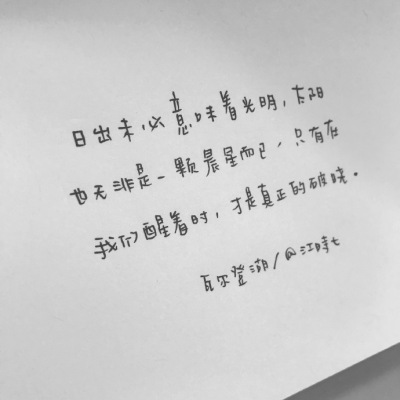 日出未必意味着光明，太阳
也无非是一颗晨星而已，只有在
我们醒着时，才是真正的破晓。
瓦尔登湖/@江時七